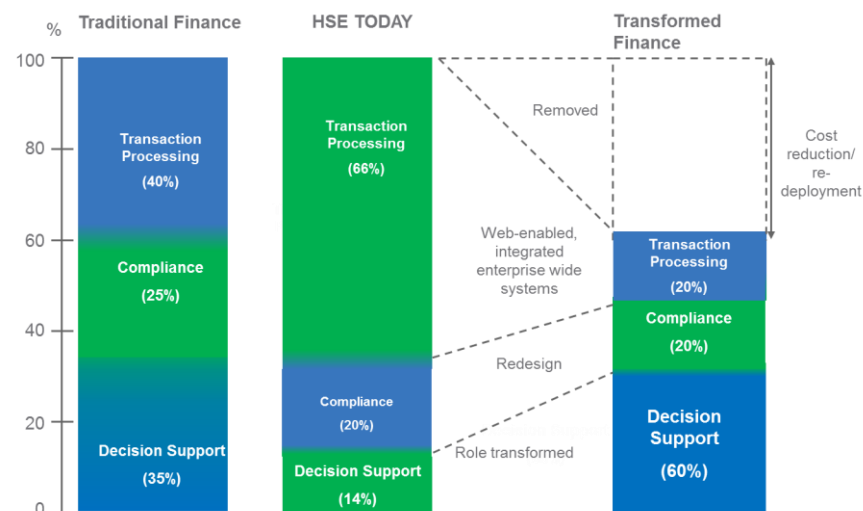 %
Traditional Finance
HSE TODAY
Transformed
Finance
100
80
60
40
20
0
Transaction
Processing
(40%)
Compliance
(25%)
Decision Support
(35%)
Transaction
Processing
(66%)
Compliance
(20%)
Decision Support
(14%)
Removed
Web-enabled,
integrated
enterprise wide
systems
Redesign
Role transformed
Transaction
Processing
(20%)
Compliance
(20%)
Decision
Support
(60%)
Cost
reduction/
re-
deployment